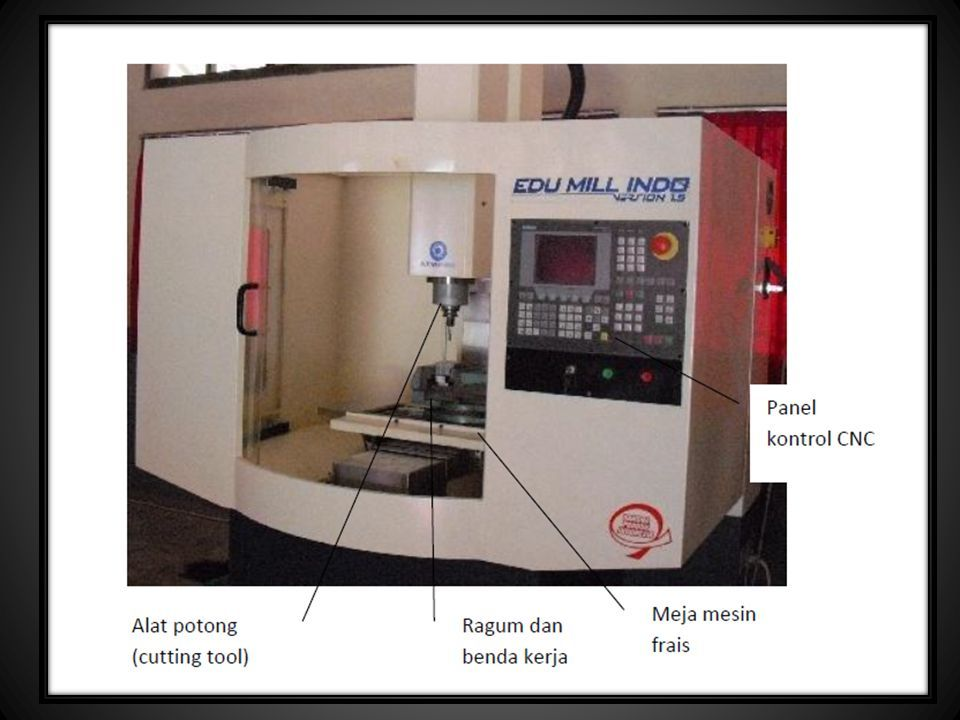 EDU MILL INDO
VERSION 1.5
Panel
kontrol CNC
Alat potong
(cutting tool)
Ragum dan
benda kerja
Meja mesin
frais